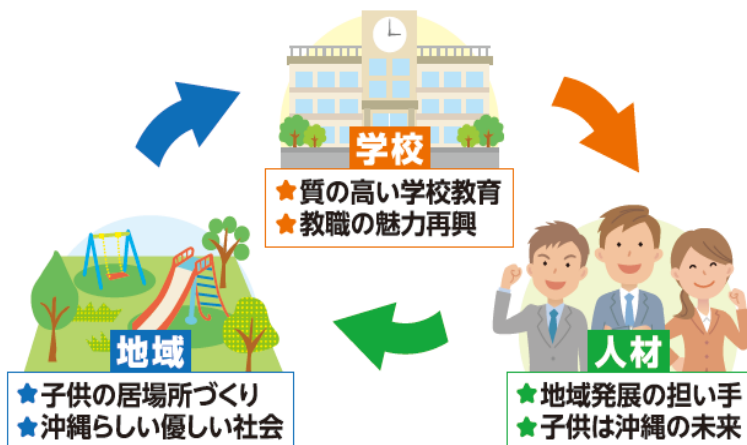 学校
★質の高い学校教育
★教職の魅力再興
地域
★子供の居場所づくり
★沖縄らしい優しい社会
人材
★地域発展の担い手
★子供は沖縄の未来